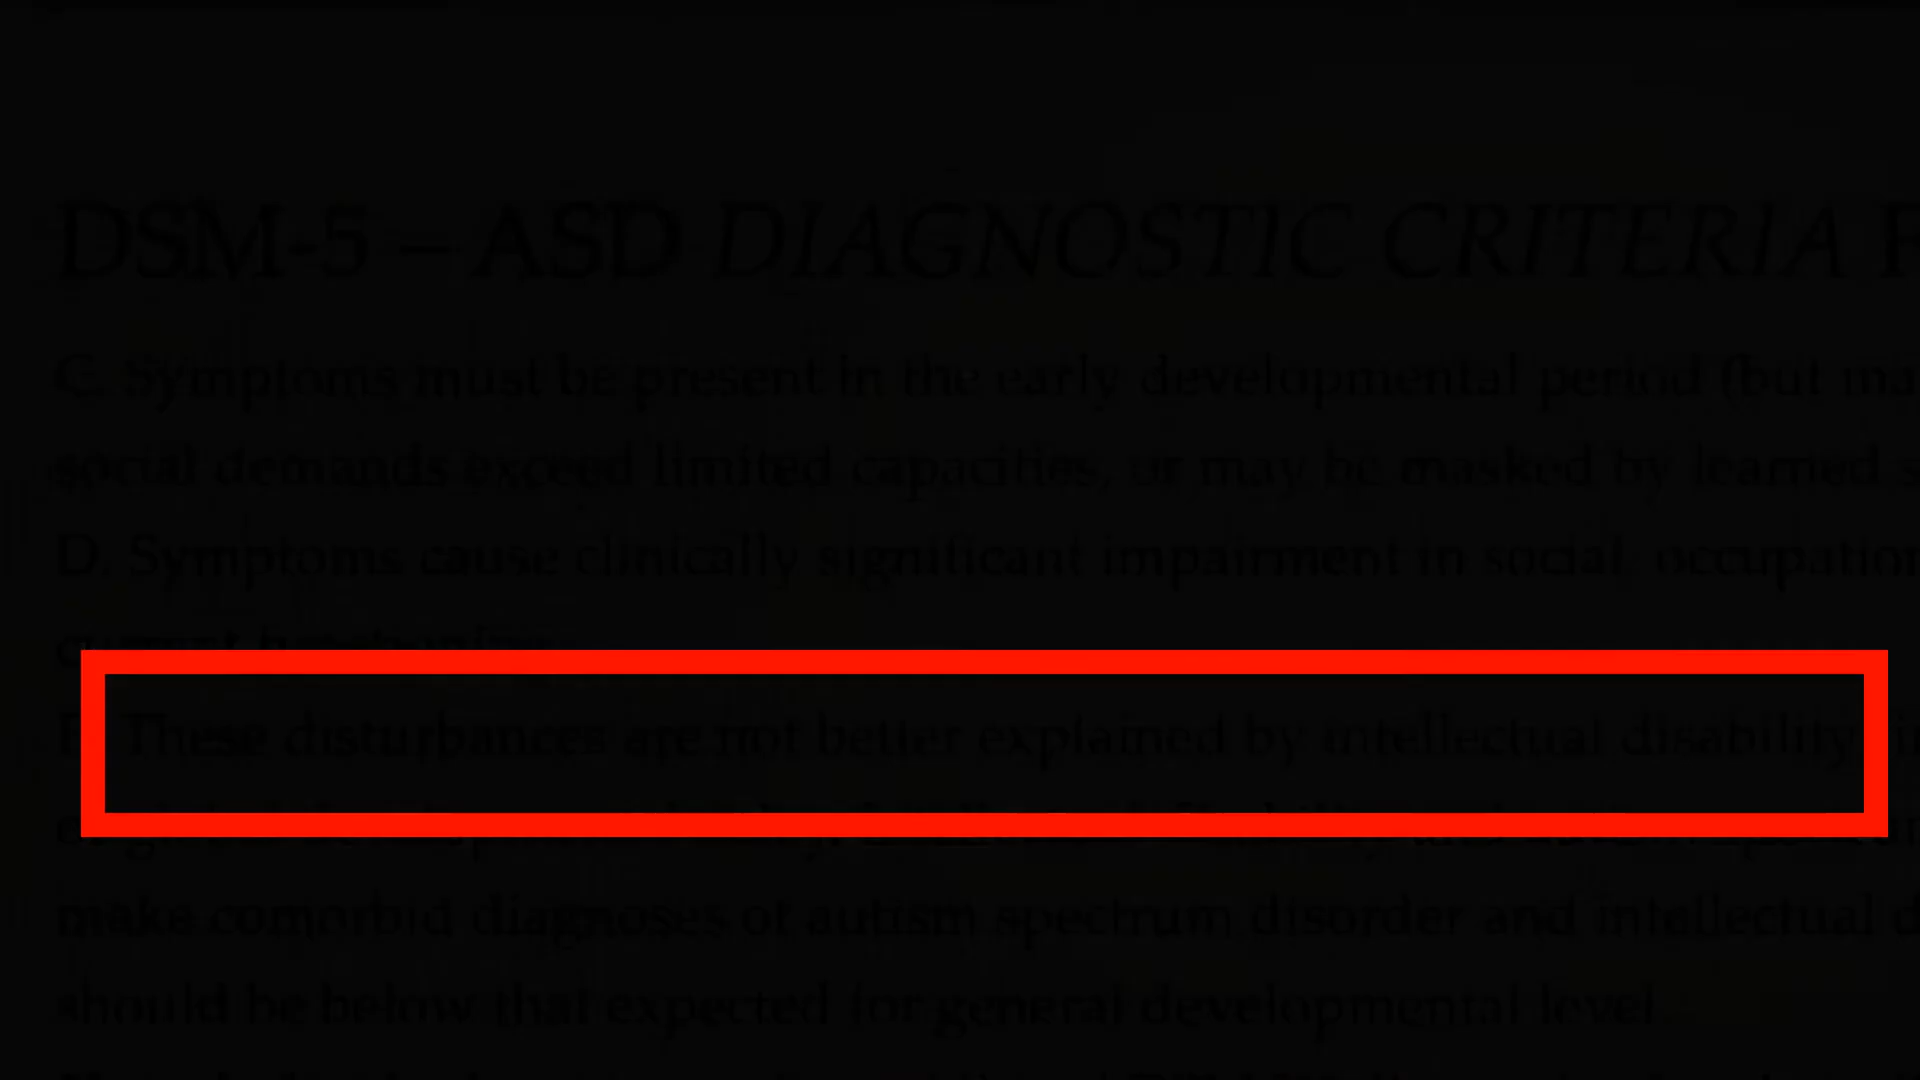 DSM-5 – ASD DIAGNOSTIC CRITERIA
C. Symptoms must be present in the early developmental period (but
social demands exceed limited capacities, or may be masked by learned
D. Symptoms cause clinically significant impairment in social, 
E. These disturbances are not better explained by intellectual disability
make comorbid diagnoses of autism spectrum disorder and intellectual
should be below that expected for general developmental level.